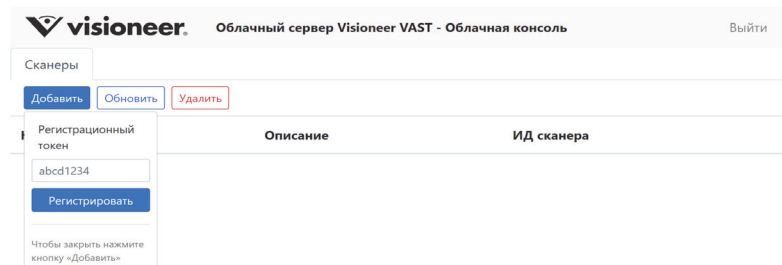 visioneer. Облачный сервер Visioneer VAST - Облачная консоль Выйти
Сканеры
Добавить Обновить Удалить
Описание ИД сканера
Регистрационный
токен
abcd1234
Регистрировать
Чтобы закрыть нажмите
кнопку «Добавить»